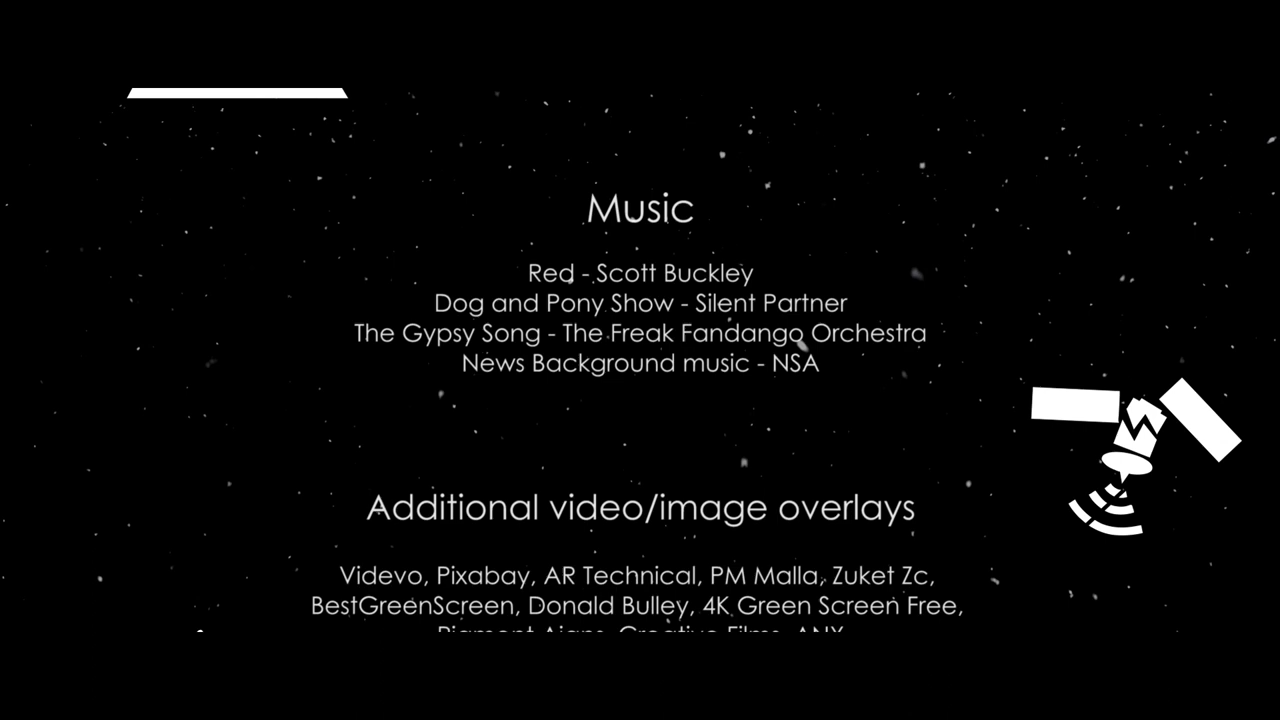 Music
Red - Scott Buckley
Dog and Pony Show - Silent Partner
The Gypsy Song - The Freak Fandango Orchestra
News Background music - NSA
Additional video/image overlays
Videvo, Pixabay, AR Technical, PM Malla, Zuket Zc,
BestGreenScreen, Donald Bulley, 4K Green Screen Free,
Creative Films,